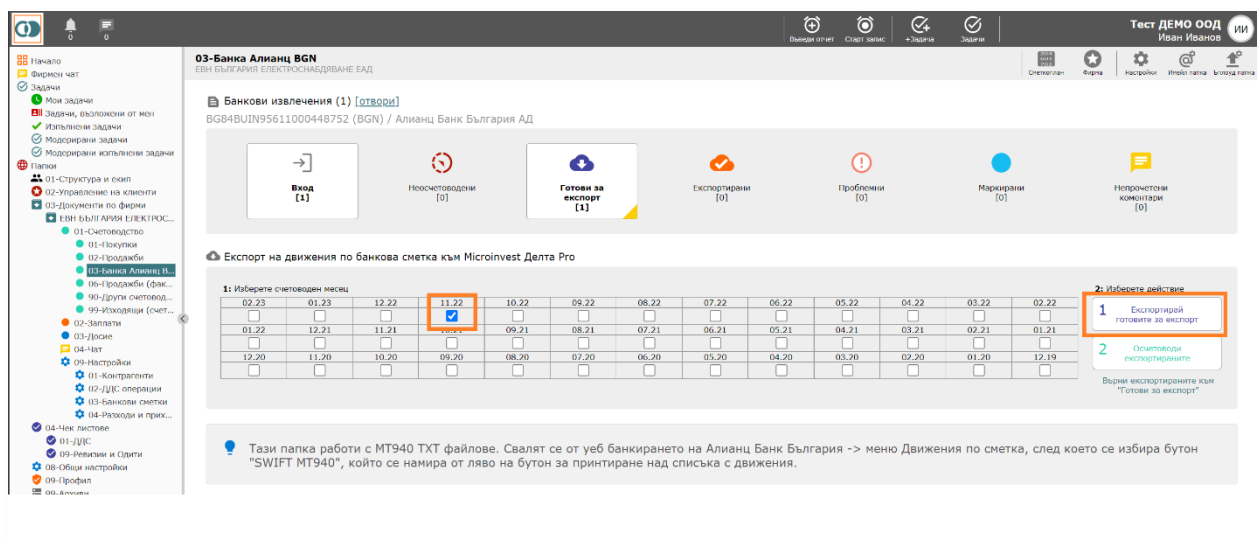 0
0
Въведи отчет
Старт запис
+Задача
Задачи
Тест ДЕМО ООД
Иван Иванов
ИИ
Начало
Фирмен чат
Задачи
Мои задачи
Задачи, възложени от мен
Изпълнени задачи
Модерирани задачи
Модерирани изпълнени задачи
Папки
01-Структура и екип
02-Управление на клиенти
03-Документи по фирми
ЕВН БЪЛГАРИЯ ЕЛЕКТРОС...
01-Счетоводство
01-Покупки
02-Продажби
03-Банка Алианц B...
06-Продажби (фак...
90-Други счетовод...
99-Изходящи (счет...
02-Заплати
03-Досие
04-Чат
09-Настройки
01-Контрагенти
02-ДДС операции
03-Банкови сметки
04-Разходи и прих...
04-Чек листове
01-ДДС
09-Ревизии и Одити
08-Общи настройки
09-Профил
99-Архиви
03-Банка Алианц BGN
ЕВН БЪЛГАРИЯ ЕЛЕКТРОСНАБДЯВАНЕ ЕАД
Сметкоплан
Фирма
Настройки
Имейл папка
Ъплоуд папка
Банкови извлечения (1) [отвори]
BG84BUIN95611000448752 (BGN) / Алианц Банк България АД
Вход
[1]
Неосчетоводени
[0]
Готови за
експорт
[1]
Експортирани
[0]
Проблемни
[0]
Маркирани
[0]
Непрочетени
коментари
[0]
Експорт на движения по банкова сметка към Microinvest Делта Pro
1: Изберете счетоводен месец
02.23 01.23 12.22 11.22 10.22 09.22 08.22 07.22 06.22 05.22 04.22 03.22 02.22
01.22 12.21 11.21 10.21 09.21 08.21 07.21 06.21 05.21 04.21 03.21 02.21 01.21
12.20 11.20 10.20 09.20 08.20 07.20 06.20 05.20 04.20 03.20 02.20 01.20 12.19
2: Изберете действие
1 Експортирай
готовите за експорт
2 Осчетоводи
експортираните
Върни експортираните към
"Готови за експорт"
Тази папка работи с MT940 TXT файлове. Свалят се от уеб банкирането на Алианц Банк България -> меню Движения по сметка, след което се избира бутон
"SWIFT MT940", който се намира от ляво на бутон за принтиране над списъка с движения.